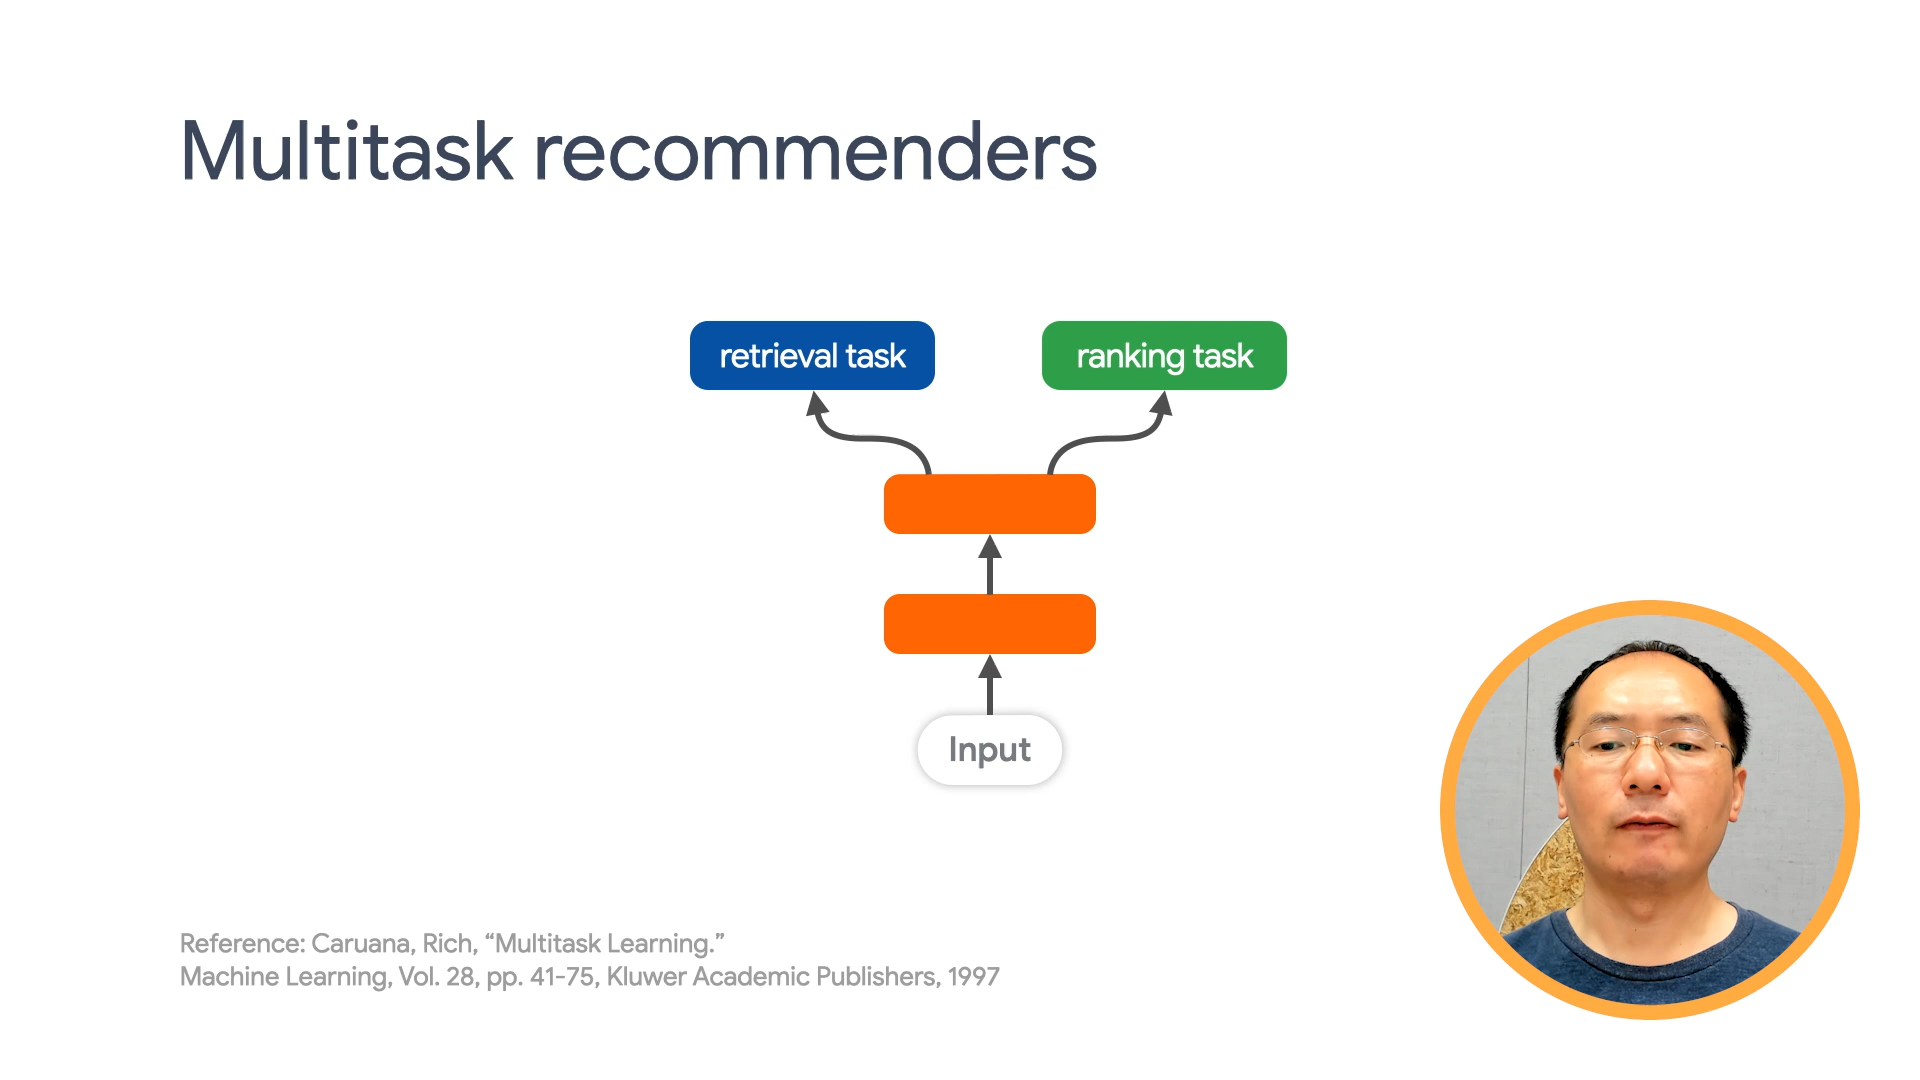 Multitask recommenders
retrieval task
ranking task
Input
Reference: Caruana, Rich, “Multitask Learning.”
Machine Learning, Vol. 28, pp. 41-75, Kluwer Academic Publishers, 1997